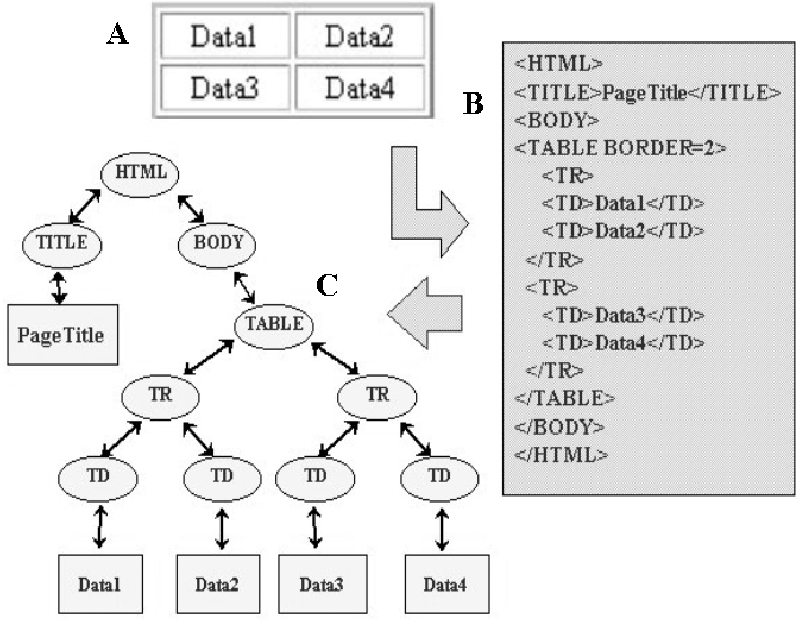 A
Data1 Data2
Data3 Data4
B
<HTML>
<TITLE>PageTitle</TITLE>
<BODY>
<TABLE BORDER=2>
<TR>
<TD>Data1</TD>
<TD>Data2</TD>
</TR>
<TR>
<TD>Data3</TD>
<TD>Data4</TD>
</TR>
</TABLE>
</BODY>
</HTML>
C
HTML
TITLE BODY
PageTitle TABLE
TR TR
TD TD TD TD
Data1 Data2 Data3 Data4